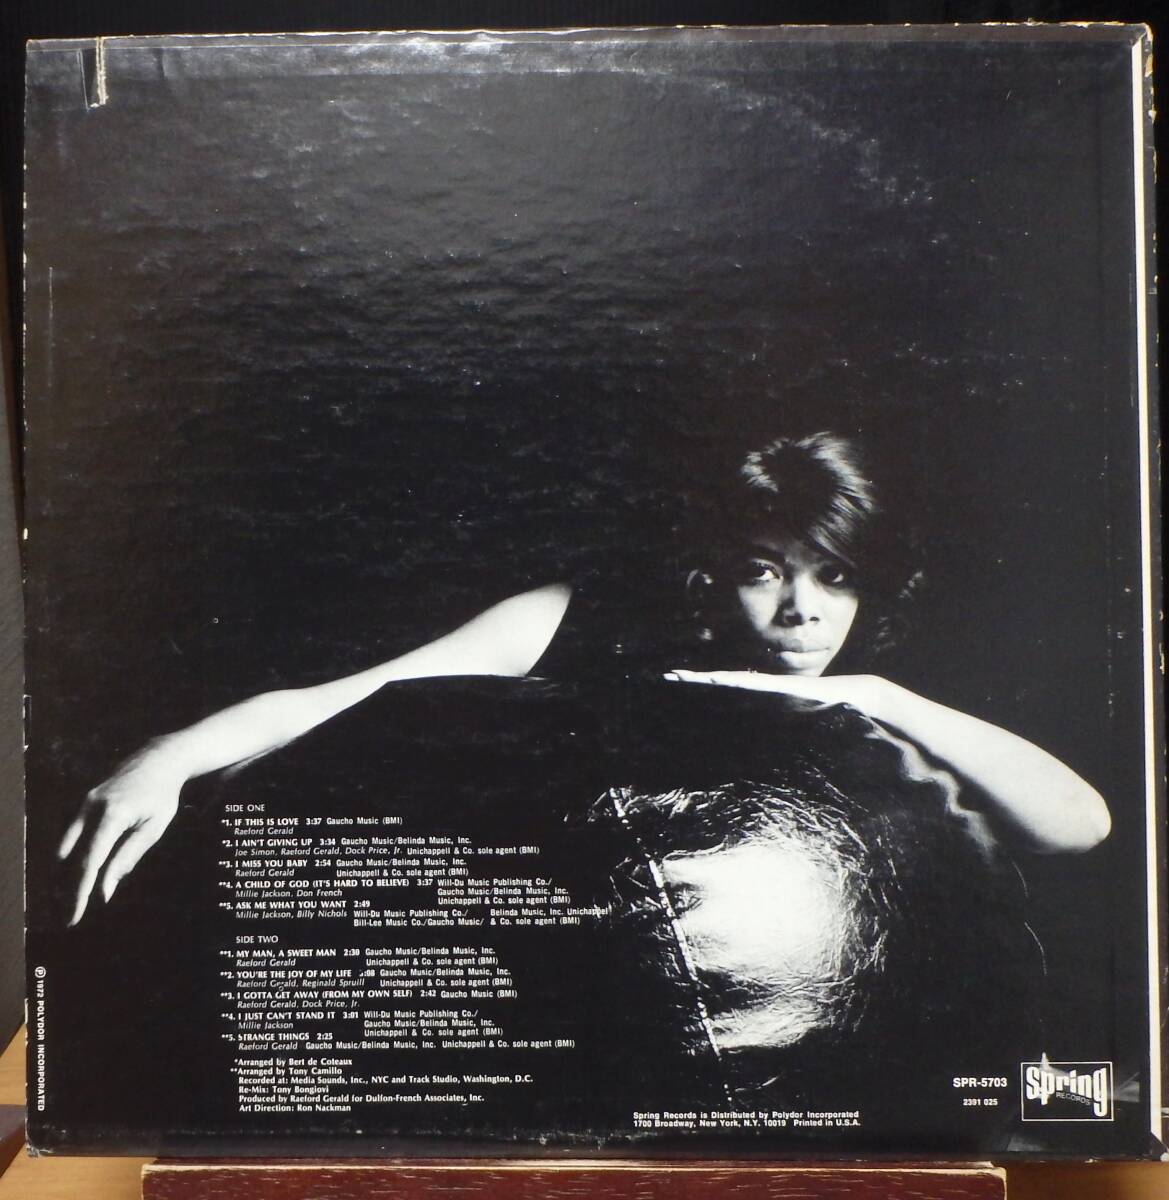 SIDE ONE
*1. IF THIS IS LOVE 3:37 Gaucho Music (BMI)
Raeford Gerald
*2. I AIN'T GIVING UP 3:34 Gaucho Music/Belinda Music, Inc.
Joe Simon, Raeford Gerald, Dock Price, Jr. Unichappell & Co. sole agent (BMI)
**3. I MISS YOU BABY 2:54 Gaucho Music/Belinda Music, Inc.
Raeford Gerald Unichappell & Co. sole agent (BMI)
**4. A CHILD OF GOD (IT'S HARD TO BELIEVE) 3:37 Will-Du Music Publishing Co./
Millie Jackson, Don French Gaucho Music/Belinda Music, Inc.
Unichappell & Co. sole agent (BMI)
**5. ASK ME WHAT YOU WANT 2:49
Millie Jackson, Billy Nichols Will-Du Music Publishing Co./ Belinda Music, Inc. Unichappell
Bill-Lee Music Co./Gaucho Music/ & Co. sole agent (BMI)
SIDE TWO
**1. MY MAN, A SWEET MAN 2:30 Gaucho Music/Belinda Music, Inc.
Raeford Gerald Unichappell & Co. sole agent (BMI)
**2. YOU'RE THE JOY OF MY LIFE :08 Gaucho Music/Belinda Music, Inc.
Raeford Gerald, Reginald Spruill Unichappell & Co. sole agent (BMI)
**3. I GOTTA GET AWAY (FROM MY OWN SELF) 2:42 Gaucho Music (BMI)
Raeford Gerald, Dock Price, Jr.
**4. I JUST CAN'T STAND IT 3:01 Will-Du Music Publishing Co./
Millie Jackson Gaucho Music/Belinda Music, Inc.
Unichappell & Co. sole agent (BMI)
**5. STRANGE THINGS 2:25
Raeford Gerald Gaucho Music/Belinda Music, Inc. Unichappell & Co. sole agent (BMI)
*Arranged by Bert de Coteaux
**Arranged by Tony Camillo
Recorded at: Media Sounds, Inc., NYC and Track Studio, Washington, D.C.
Re-Mix: Tony Bongiovi
Produced by Raeford Gerald for Dulfon-French Associates, Inc.
Art Direction: Ron Nackman
℗ 1972 POLYDOR INCORPORATED
Spring Records is Distributed by Polydor Incorporated
1700 Broadway, New York, N.Y. 10019 Printed in U.S.A.
SPR-5703
2391 025
Spring
RECORDS